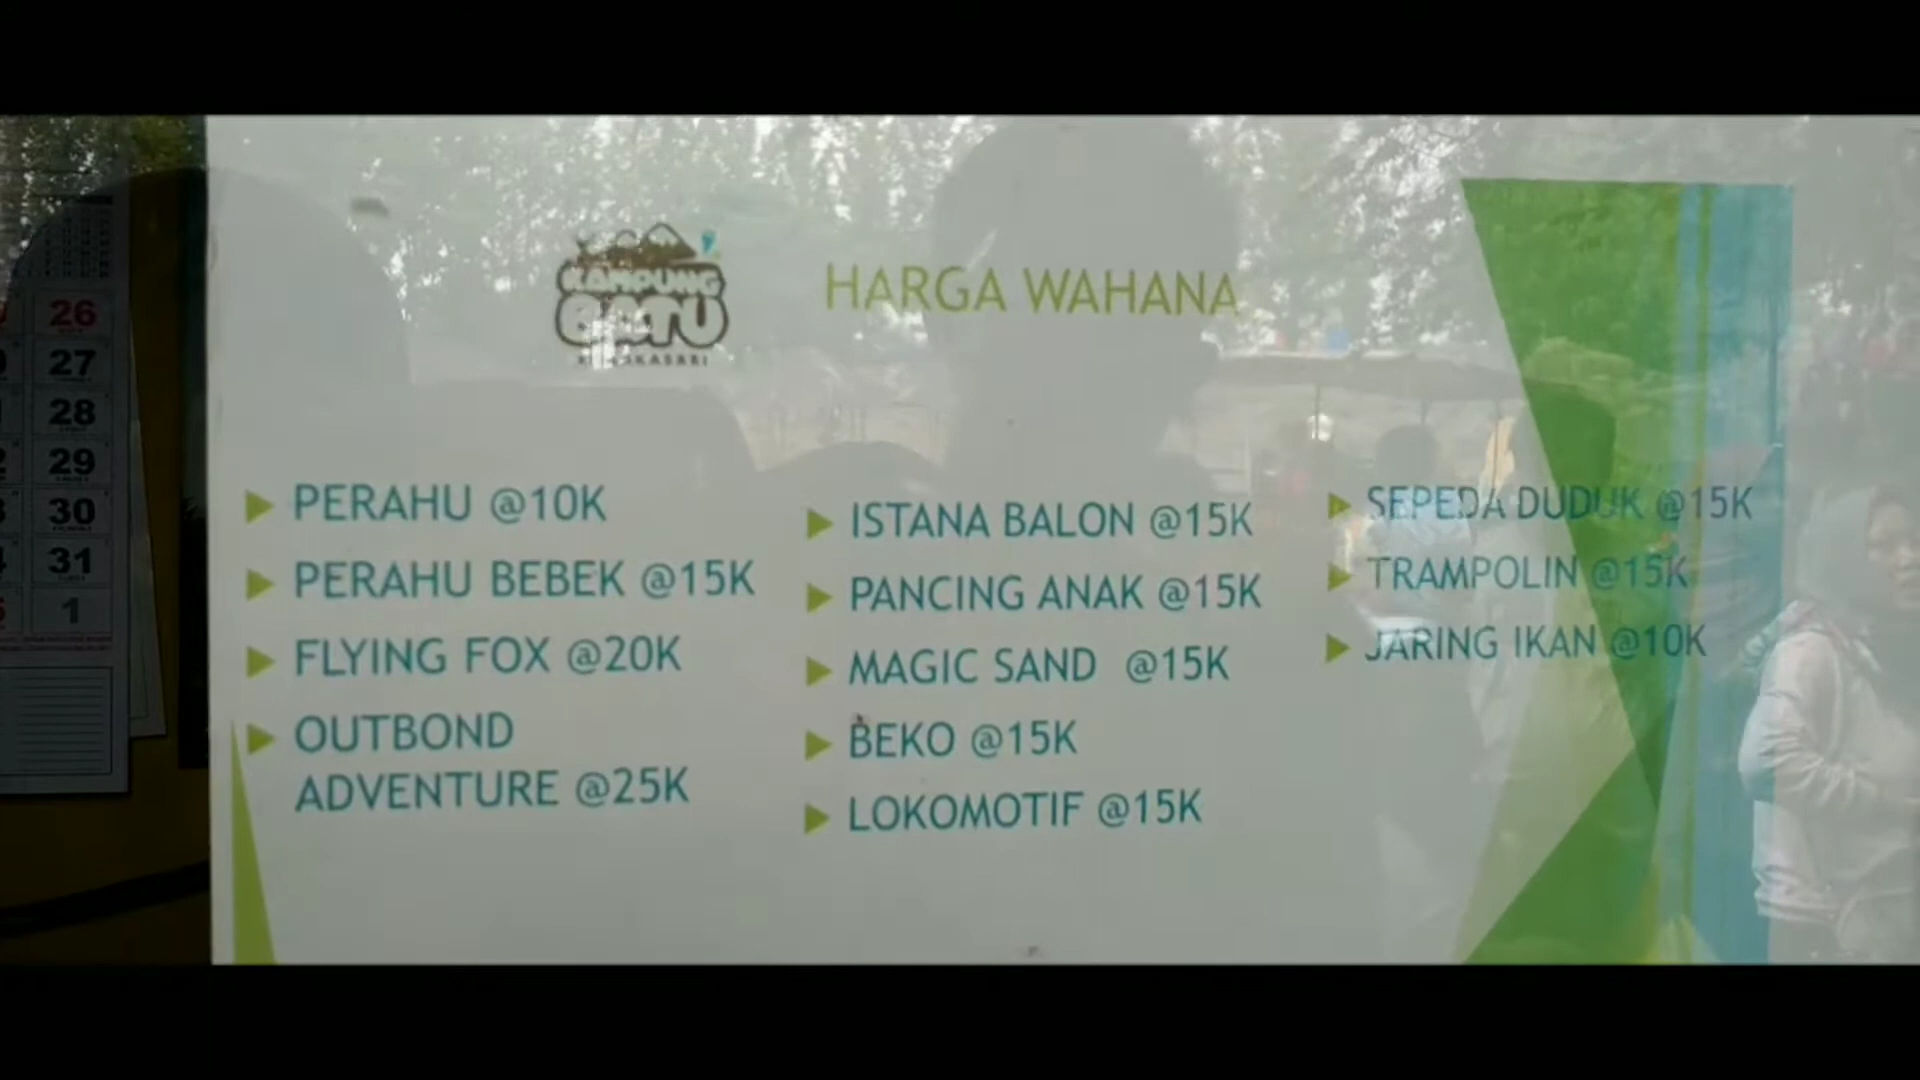 26
27
28
29
30
31
1
KAMPUNG
BATU
HARGA WAHANA
PERAHU @10K
PERAHU BEBEK @15K
FLYING FOX @20K
OUTBOND
ADVENTURE @25K
ISTANA BALON @15K
PANCING ANAK @15K
MAGIC SAND @15K
BEKO @15K
LOKOMOTIF @15K
SEPEDA DUDUK @15K
TRAMPOLIN @15K
JARING IKAN @10K